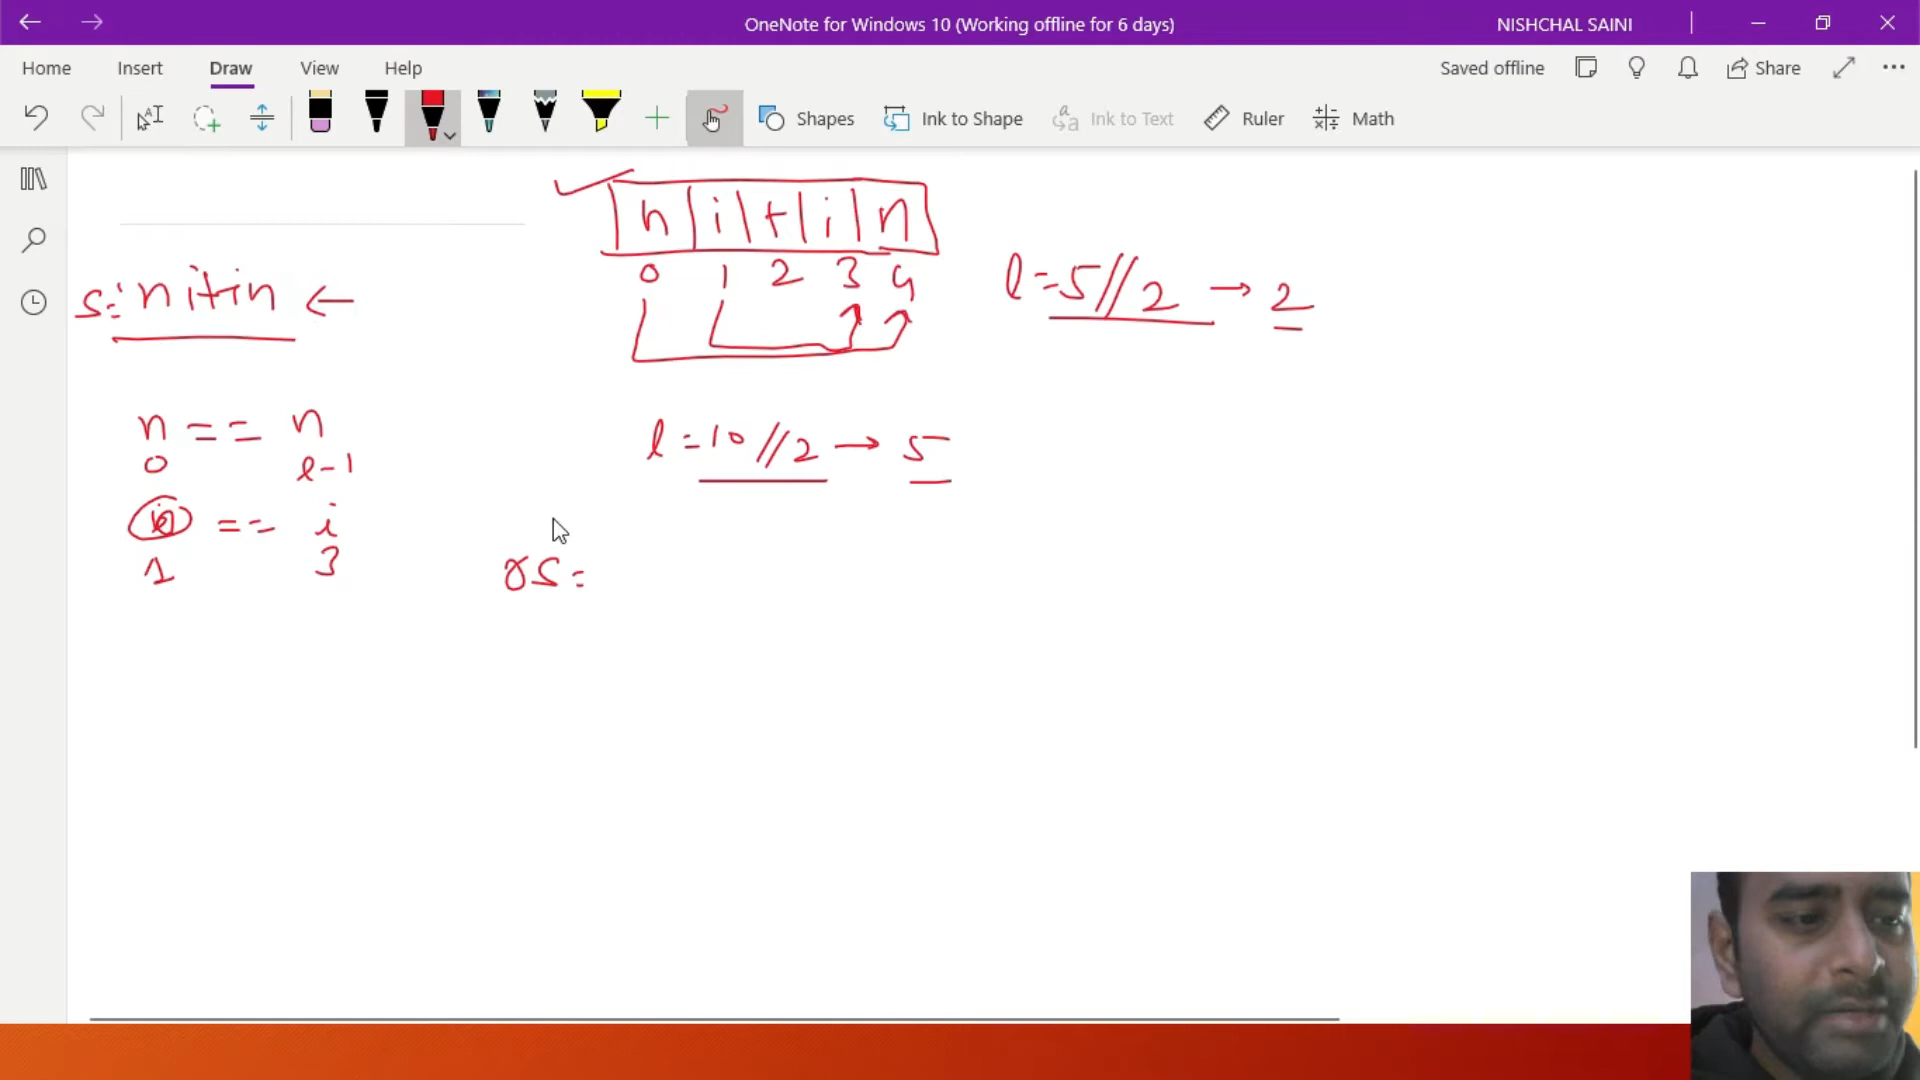 OneNote for Windows 10 (Working offline for 6 days)
NISHCHAL SAINI
Home Insert Draw View Help
Saved offline Share
Shapes Ink to Shape Ink to Text Ruler Math
n i t i n
0 1 2 3 4
s= nitin ←
l = 5//2 → 2
n == n
0 l-1
l = 10//2 → 5
== i
1 3
rs =